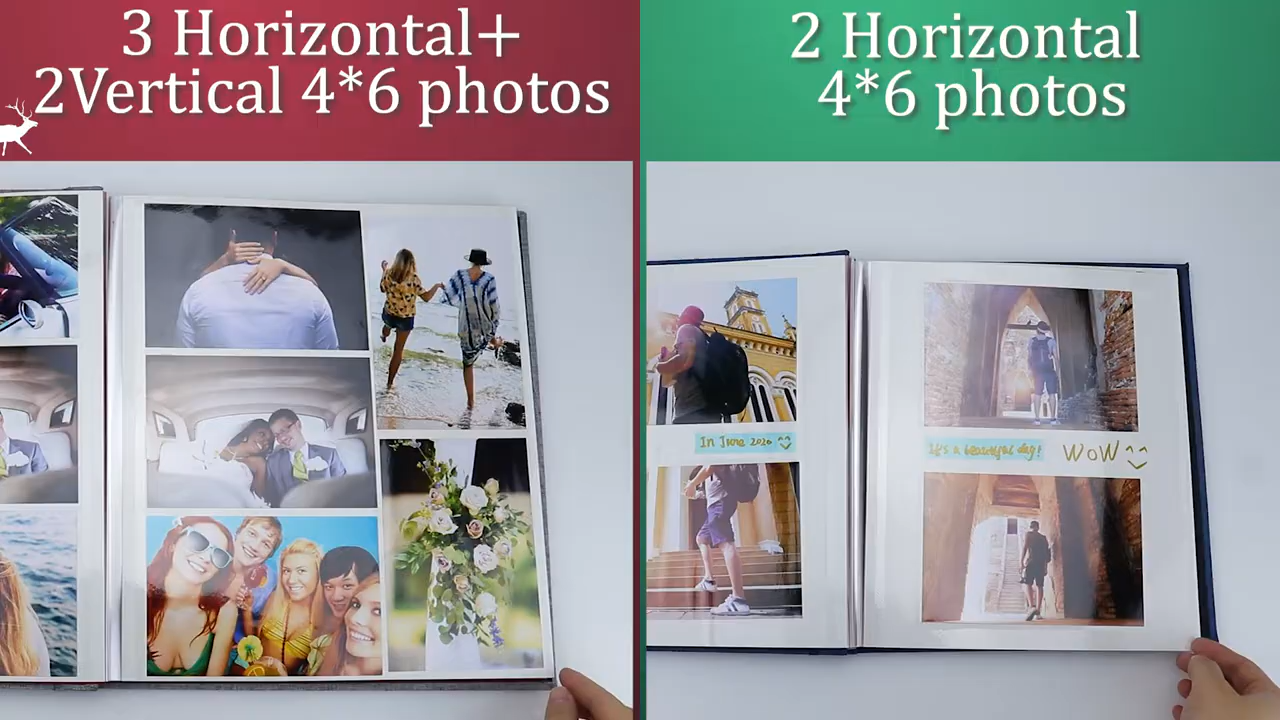 3 Horizontal+
2Vertical 4*6 photos
2 Horizontal
4*6 photos
In June 2020
It's a beautiful day!
WOW